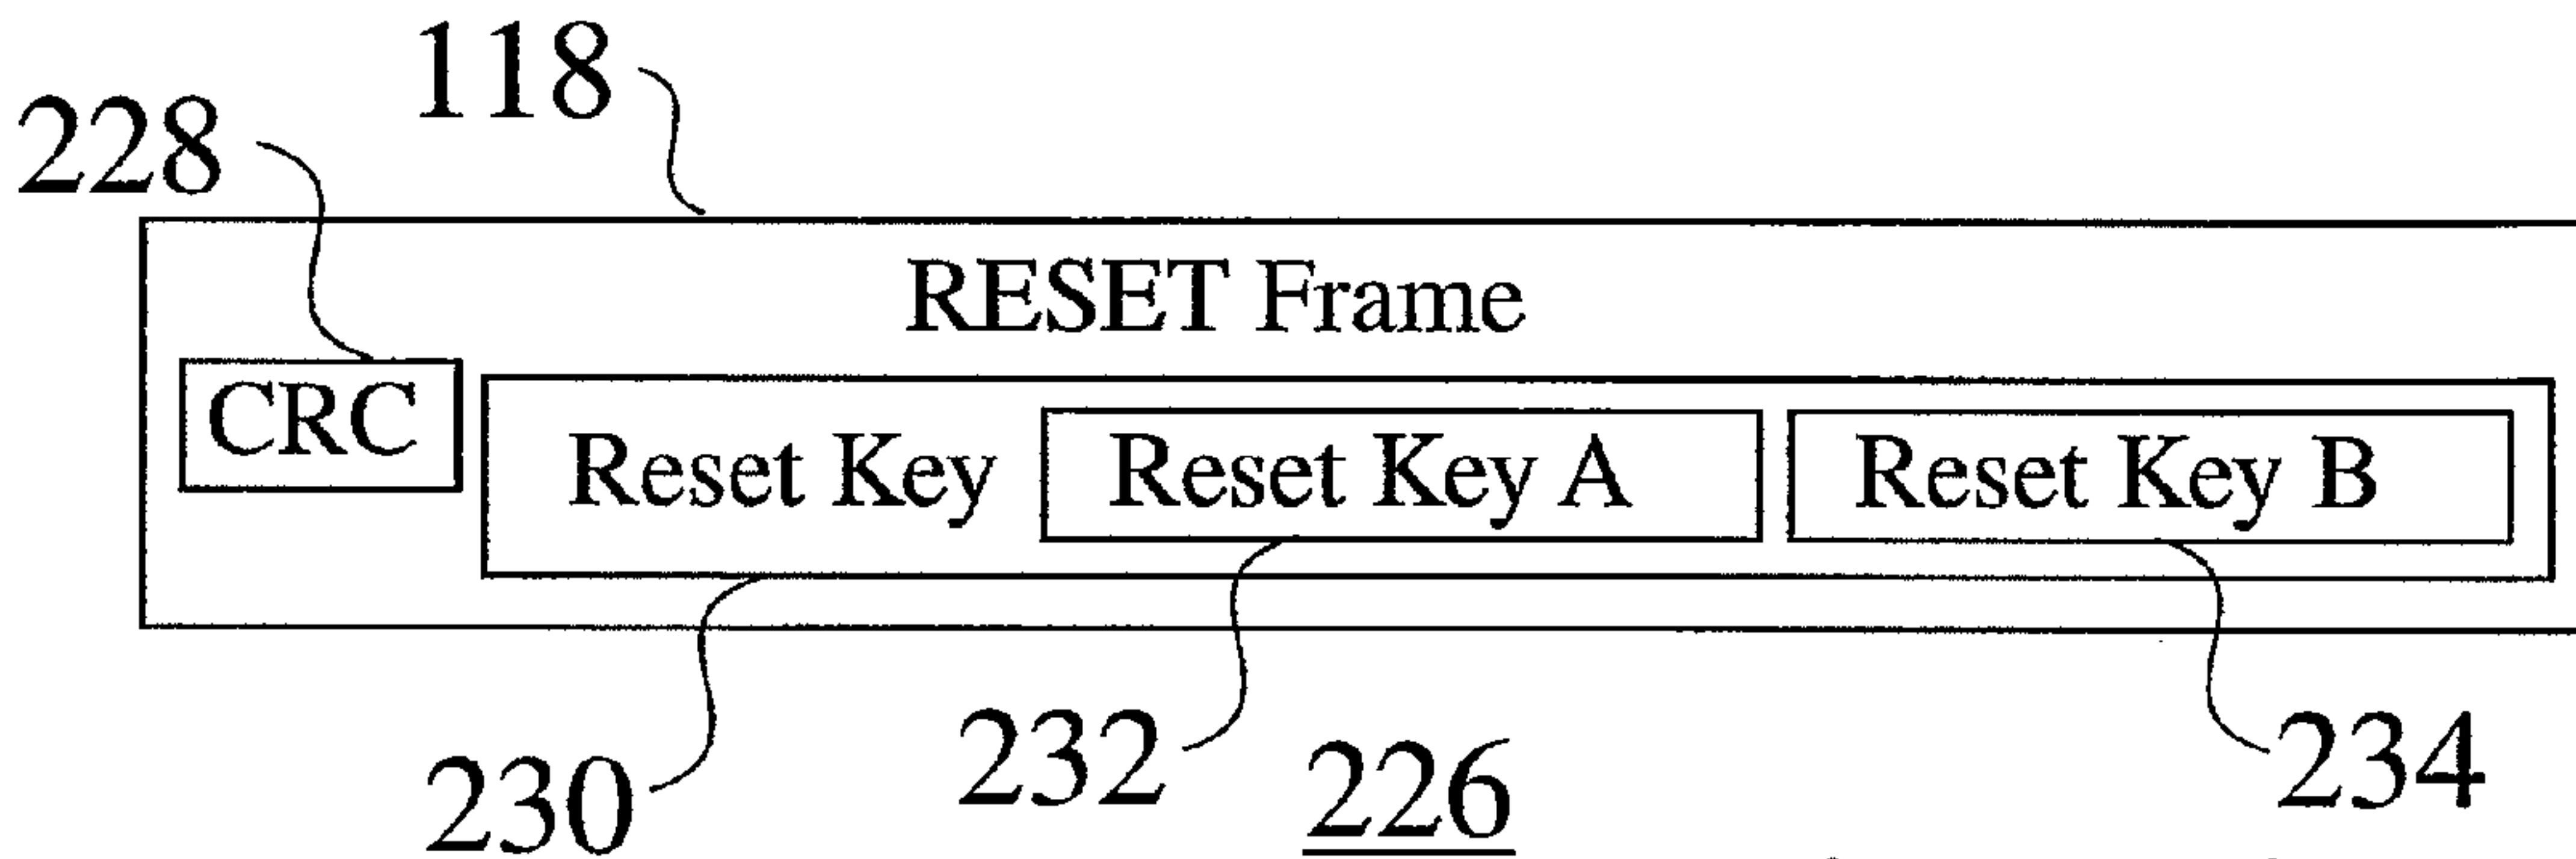 118
228
RESET Frame
CRC
Reset Key Reset Key A Reset Key B
230 232 226 234